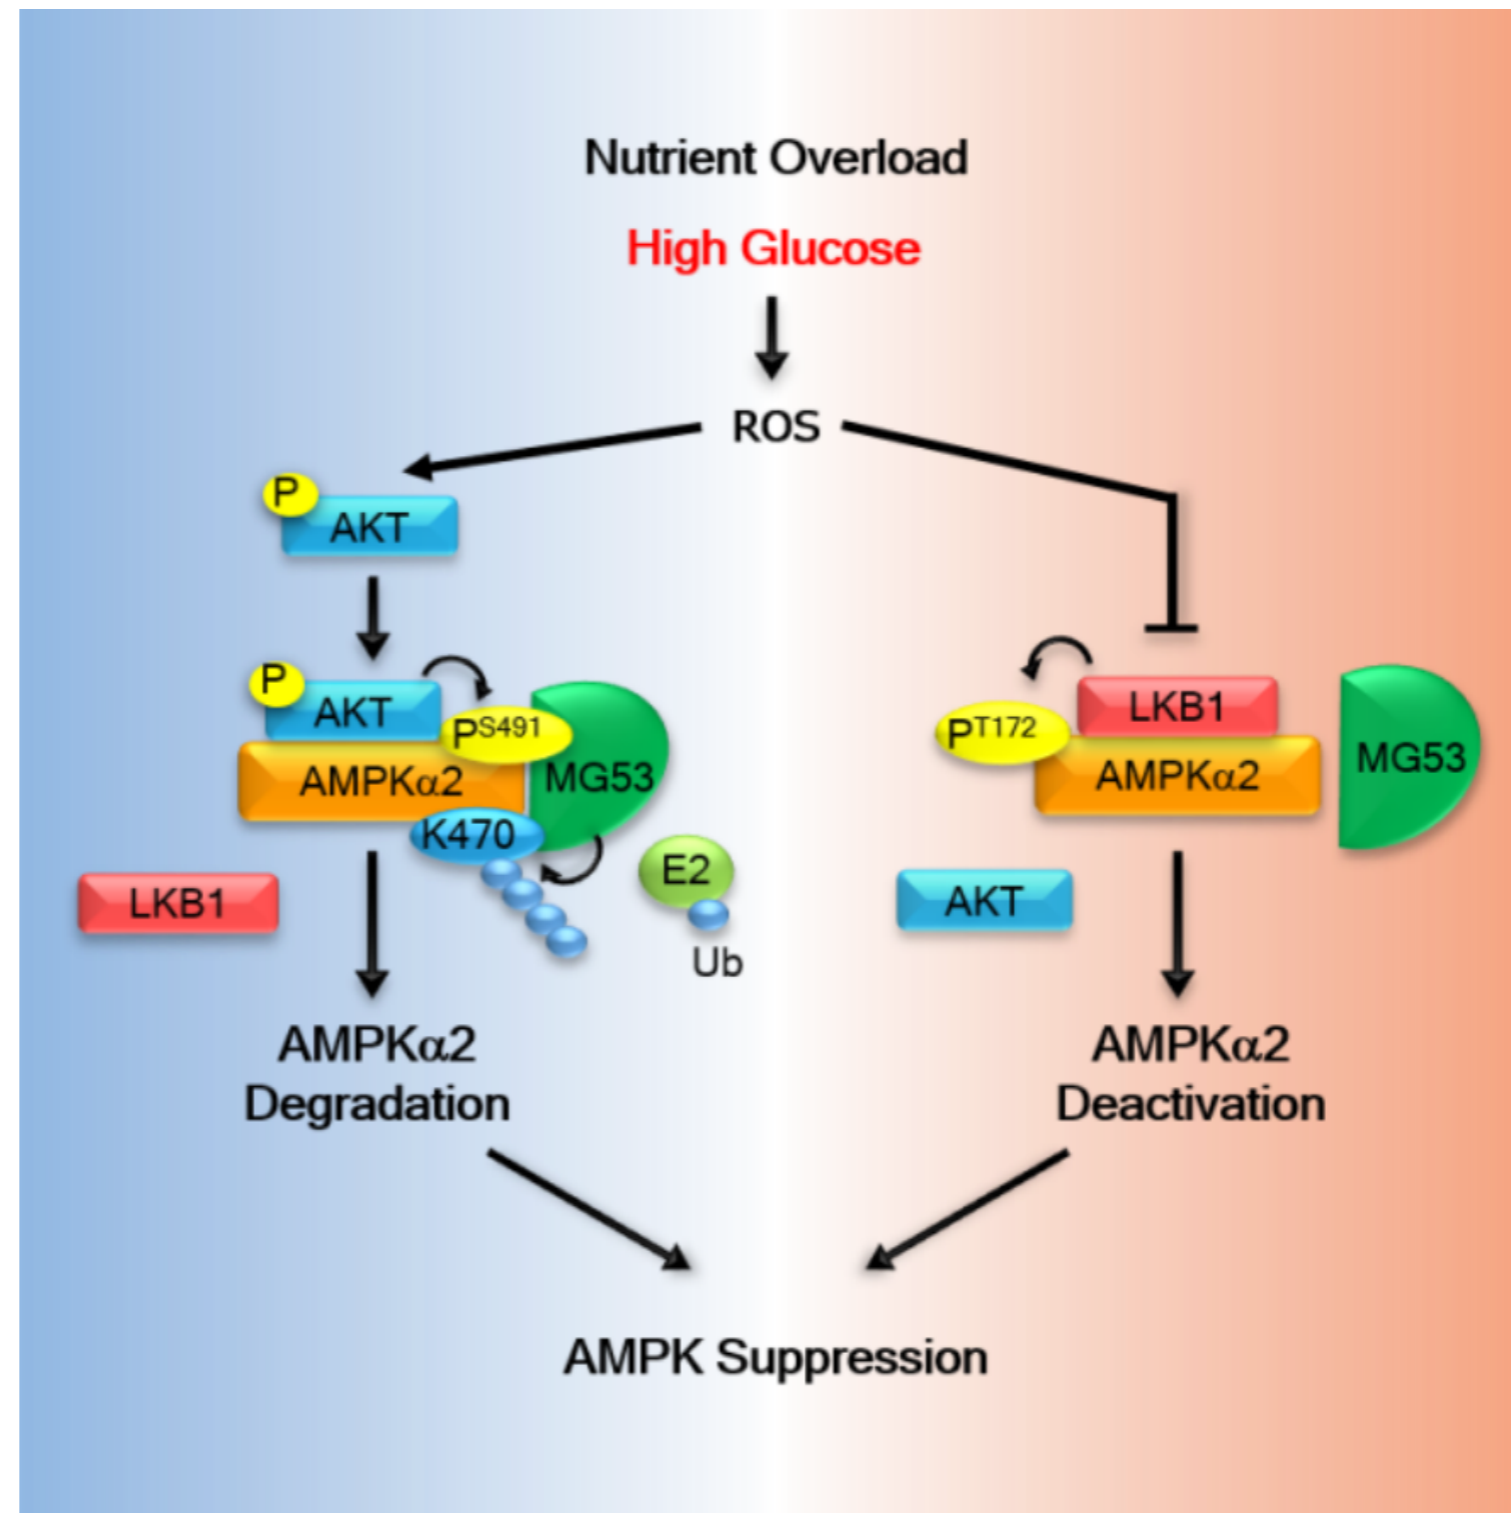 Nutrient Overload
High Glucose
ROS
P
AKT
P
AKT
PS491
AMPKα2
MG53
K470
E2
Ub
LKB1
LKB1
PT172
AMPKα2
MG53
AKT
AMPKα2
Degradation
AMPKα2
Deactivation
AMPK Suppression